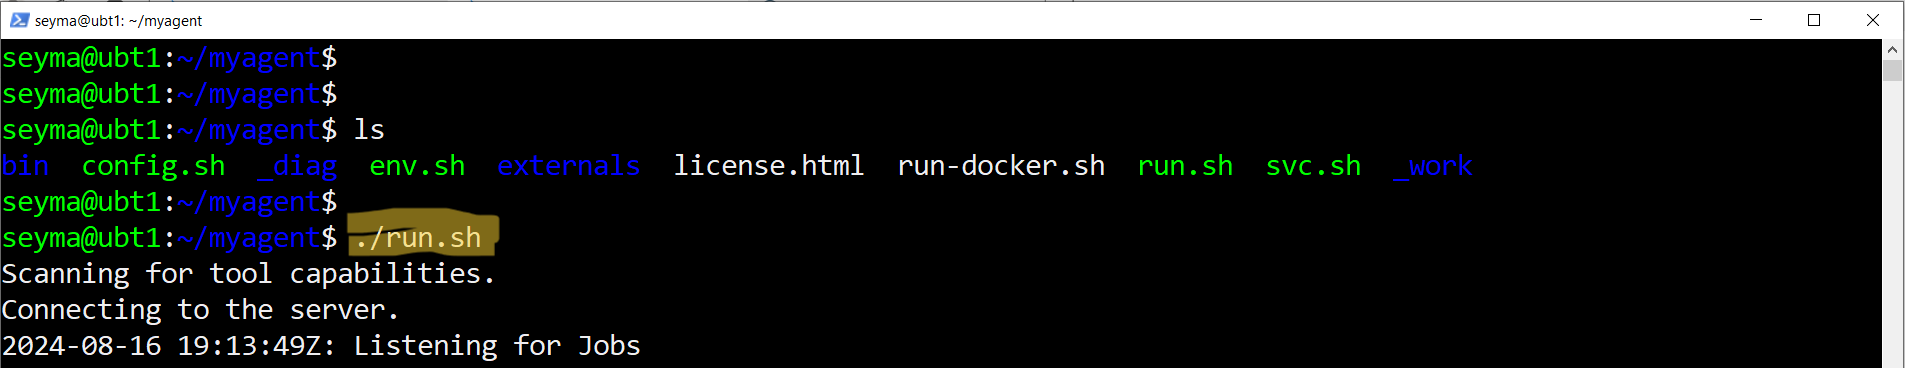 seyma@ubt1: ~/myagent
seyma@ubt1:~/myagent$
seyma@ubt1:~/myagent$
seyma@ubt1:~/myagent$ ls
bin  config.sh  _diag  env.sh  externals  license.html  run-docker.sh  run.sh  svc.sh  _work
seyma@ubt1:~/myagent$
seyma@ubt1:~/myagent$ ./run.sh
Scanning for tool capabilities.
Connecting to the server.
2024-08-16 19:13:49Z: Listening for Jobs